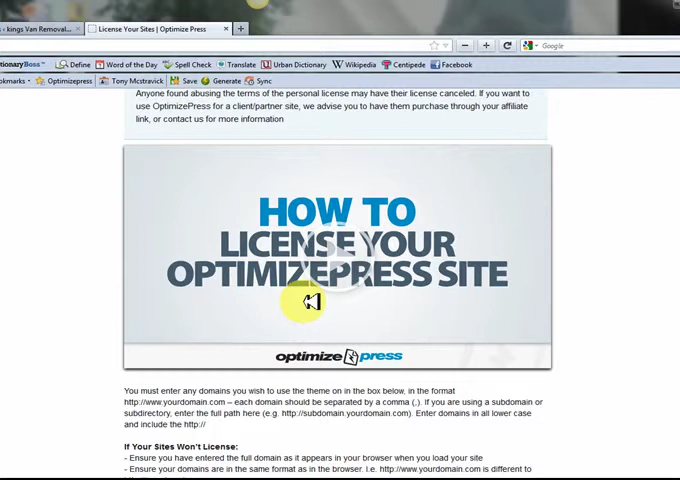 s ‹ kings Van Removal...
License Your Sites | Optimize Press
Google
Define Word of the Day Spell Check Translate Urban Dictionary Wikipedia Centipede Facebook
Optimizepress Tony Mcstravick Save Generate Sync
Anyone found abusing the terms of the personal license may have their license canceled. If you want
to use OptimizePress for a client/partner site, we advise you to have them purchase through your affiliate
link, or contact us for more information
HOW TO
LICENSE YOUR
OPTIMIZEPRESS SITE
optimize press
You must enter any domains you wish to use the theme on in the box below, in the format
http://www.yourdomain.com – each domain should be separated by a comma (,). If you are using a subdomain or
subdirectory, enter the full path here (e.g. http://subdomain.yourdomain.com). Enter domains in all lower case
and include the http://
If Your Sites Won't License:
- Ensure you have entered the full domain as it appears in your browser when you load your site
- Ensure your domains are in the same format as in the browser. I.e. http://www.yourdomain.com is different to